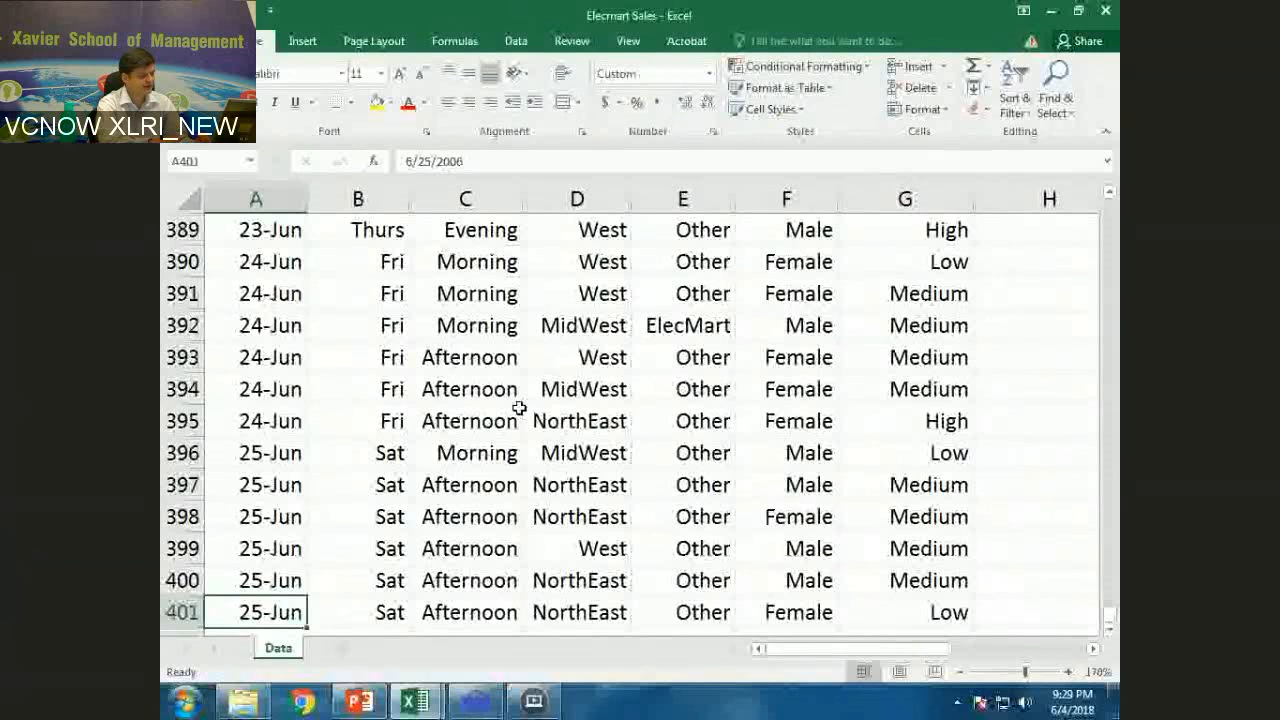 Xavier School of Management
VCNOW XLRI_NEW
Elecmart Sales - Excel
Insert Page Layout Formulas Data Review View Acrobat Tell me what you want to do... Share
11 Custom Conditional Formatting Insert
Format as Table Delete
I U $ % Cell Styles Format Sort & Filter Find & Select
Font Alignment Number Styles Cells Editing
A401 fx 6/25/2006
A B C D E F G H
389 23-Jun Thurs Evening West Other Male High
390 24-Jun Fri Morning West Other Female Low
391 24-Jun Fri Morning West Other Female Medium
392 24-Jun Fri Morning MidWest ElecMart Male Medium
393 24-Jun Fri Afternoon West Other Female Medium
394 24-Jun Fri Afternoon MidWest Other Female Medium
395 24-Jun Fri Afternoon NorthEast Other Female High
396 25-Jun Sat Morning MidWest Other Male Low
397 25-Jun Sat Afternoon NorthEast Other Male Medium
398 25-Jun Sat Afternoon NorthEast Other Female Medium
399 25-Jun Sat Afternoon West Other Male Medium
400 25-Jun Sat Afternoon NorthEast Other Male Medium
401 25-Jun Sat Afternoon NorthEast Other Female Low
Data
Ready 170%
9:29 PM
6/4/2018